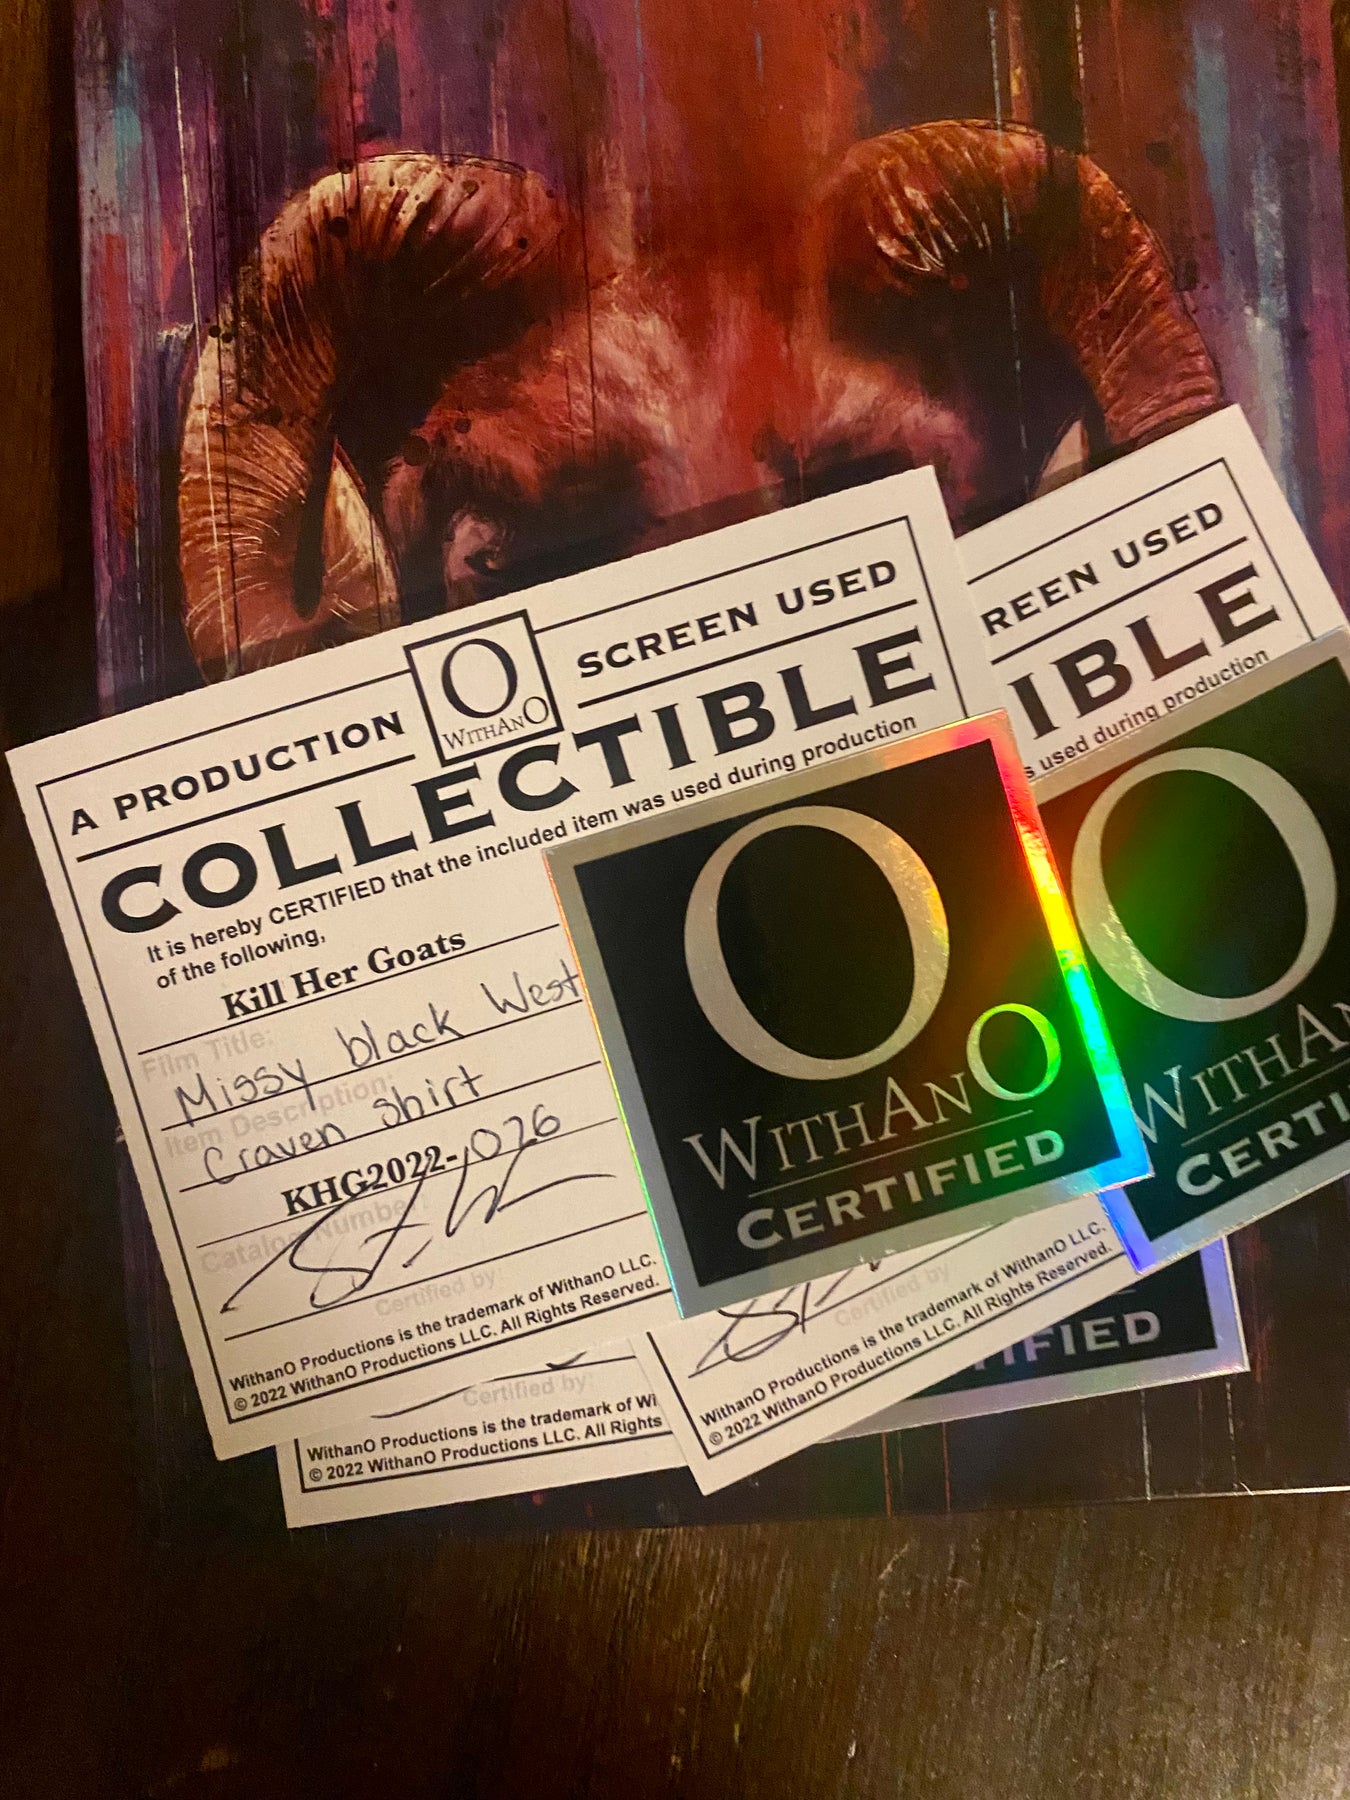 A PRODUCTION
O
WITHANO
SCREEN USED
COLLECTIBLE
It is hereby CERTIFIED that the included item was used during production
of the following,
Kill Her Goats
Film Title:
Missy black West
Item Description:
Craven shirt
KHG2022-026
Catalog Number:
Certified by:
WithanO Productions is the trademark of WithanO LLC.
© 2022 WithanO Productions LLC. All Rights Reserved.
REEN USED
IBLE
s used during production
O
WITHANO
CERTIFIED
O
WITHAN
CERTI
Certified by
WithanO Productions is the trademark of WithanO LLC.
© 2022 WithanO Productions LLC. All Rights Reserved.
IFIED
Certified by:
WithanO Productions is the trademark of Wi
© 2022 WithanO Productions LLC. All Rights